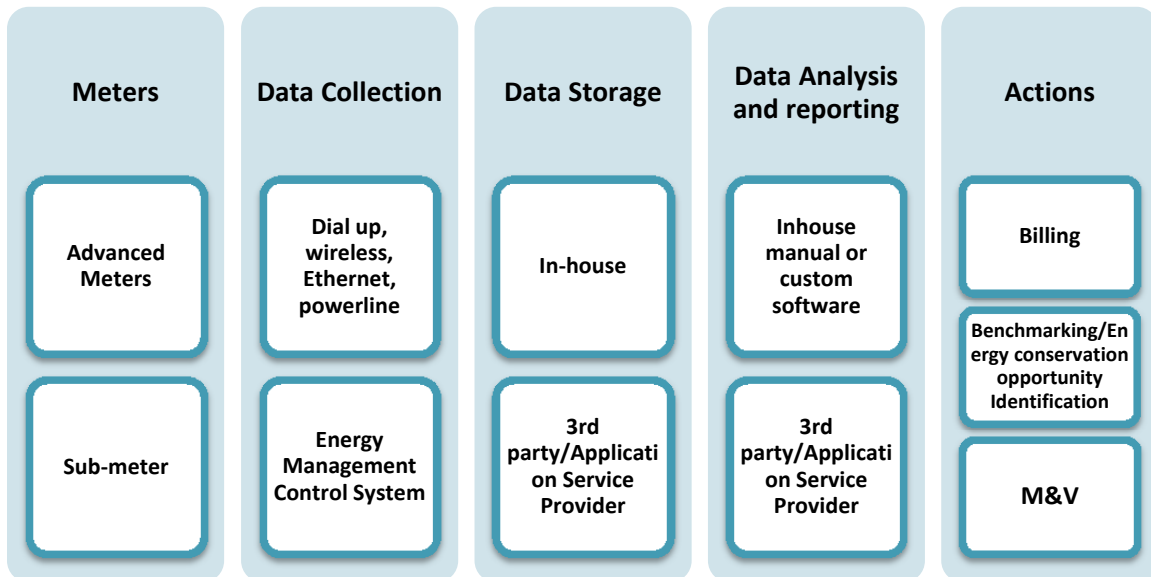 Meters
Advanced
Meters
Sub-meter
Data Collection
Dial up,
wireless,
Ethernet,
powerline
Energy
Management
Control System
Data Storage
In-house
3rd
party/Applicati
on Service
Provider
Data Analysis
and reporting
Inhouse
manual or
custom
software
3rd
party/Applicati
on Service
Provider
Actions
Billing
Benchmarking/En
ergy conservation
opportunity
Identification
M&V